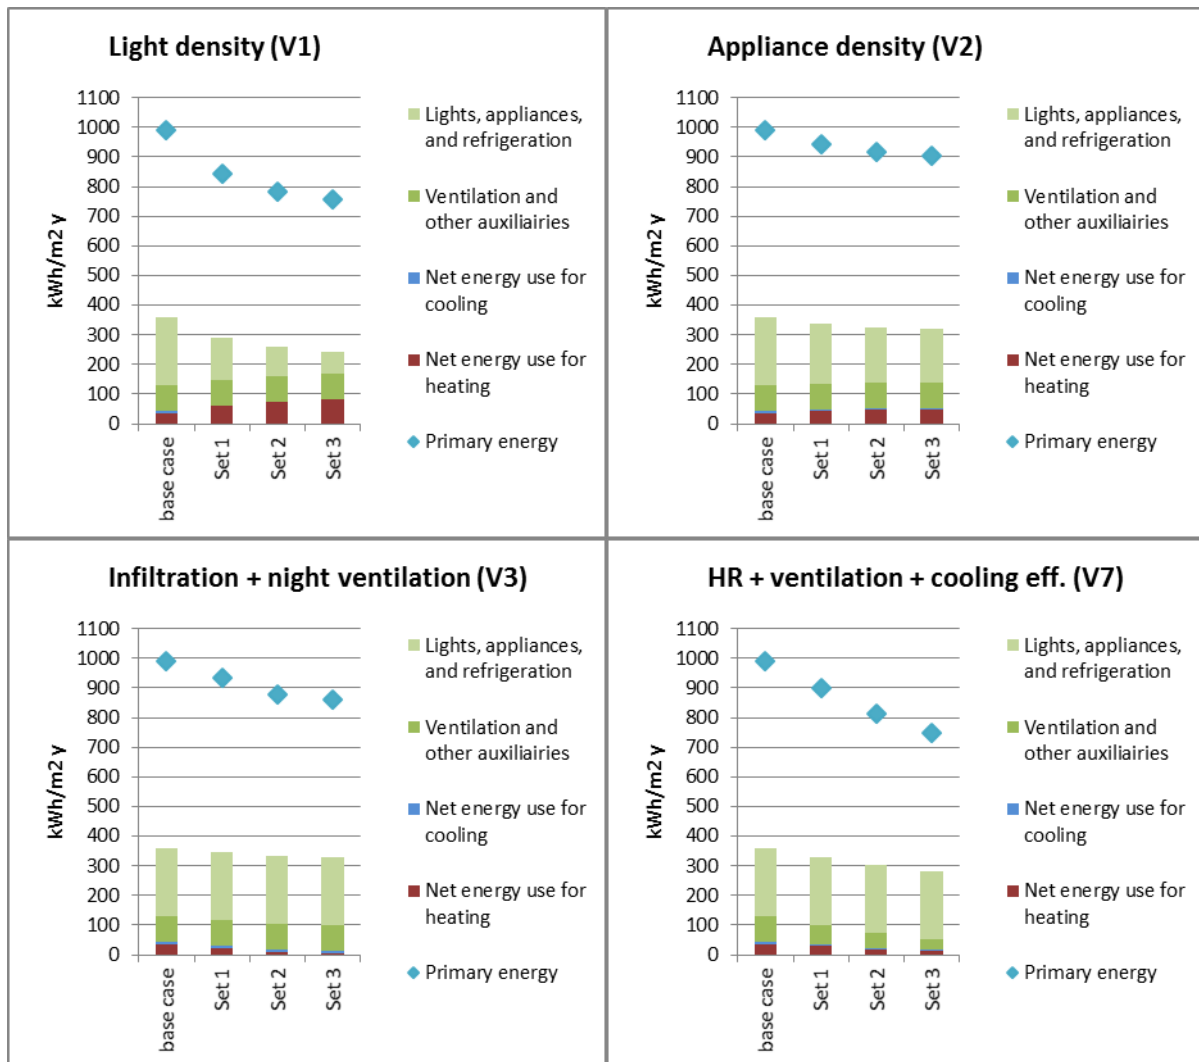 Light density (V1)
kWh/m2 y
1100
1000
900
800
700
600
500
400
300
200
100
0
base case
Set 1
Set 2
Set 3
Lights, appliances,
and refrigeration
Ventilation and
other auxiliairies
Net energy use for
cooling
Net energy use for
heating
Primary energy
Appliance density (V2)
kWh/m2 y
1100
1000
900
800
700
600
500
400
300
200
100
0
base case
Set 1
Set 2
Set 3
Lights, appliances,
and refrigeration
Ventilation and
other auxiliairies
Net energy use for
cooling
Net energy use for
heating
Primary energy
Infiltration + night ventilation (V3)
kWh/m2 y
1100
1000
900
800
700
600
500
400
300
200
100
0
base case
Set 1
Set 2
Set 3
Lights, appliances,
and refrigeration
Ventilation and
other auxiliairies
Net energy use for
cooling
Net energy use for
heating
Primary energy
HR + ventilation + cooling eff. (V7)
kWh/m2 y
1100
1000
900
800
700
600
500
400
300
200
100
0
base case
Set 1
Set 2
Set 3
Lights, appliances,
and refrigeration
Ventilation and
other auxiliairies
Net energy use for
cooling
Net energy use for
heating
Primary energy